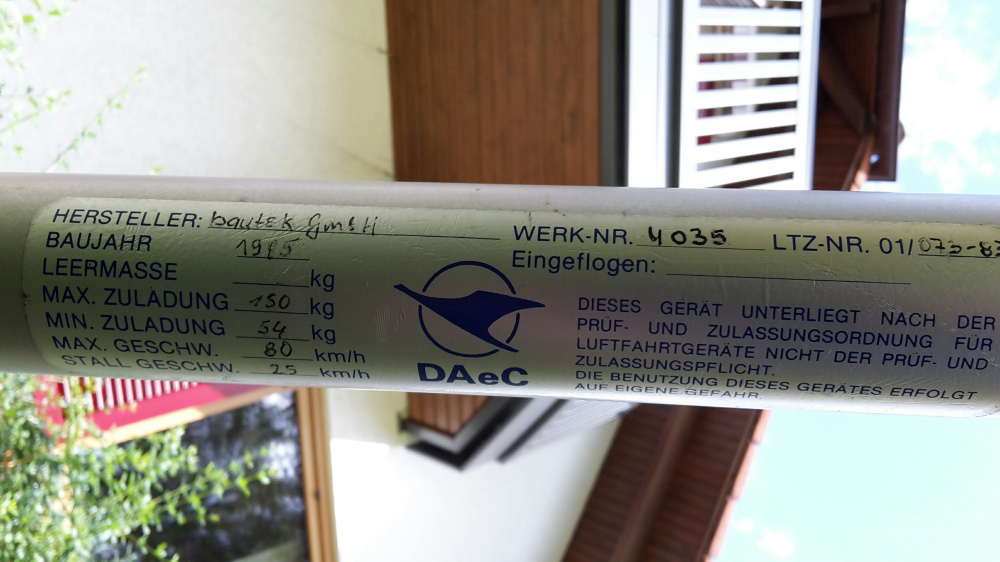 HERSTELLER: bautek GmbH
BAUJAHR 1985
LEERMASSE kg
MAX. ZULADUNG 150 kg
MIN. ZULADUNG 54 kg
MAX. GESCHW. 80 km/h
STALL GESCHW. 25 km/h
DAeC
WERK-NR. 4035 LTZ-NR. 01/073-83
Eingeflogen:
DIESES GERÄT UNTERLIEGT NACH DER
PRÜF- UND ZULASSUNGSORDNUNG FÜR
LUFTFAHRTGERÄTE NICHT DER PRÜF- UND
ZULASSUNGSPFLICHT.
DIE BENUTZUNG DIESES GERÄTES ERFOLGT
AUF EIGENE GEFAHR.